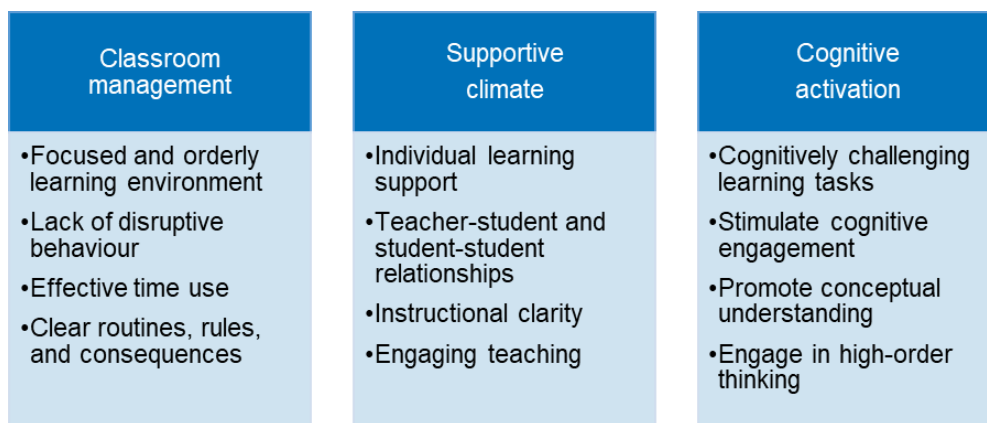 Classroom
management
•Focused and orderly
learning environment
•Lack of disruptive
behaviour
•Effective time use
•Clear routines, rules,
and consequences
Supportive
climate
•Individual learning
support
•Teacher-student and
student-student
relationships
•Instructional clarity
•Engaging teaching
Cognitive
activation
•Cognitively challenging
learning tasks
•Stimulate cognitive
engagement
•Promote conceptual
understanding
•Engage in high-order
thinking